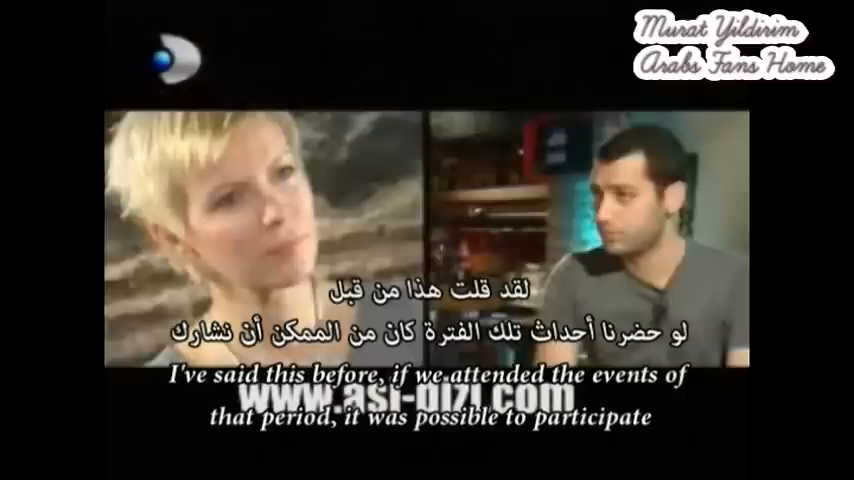 Murat Yildirim
Arabs Fans Home
لقد قلت هذا من قبل
لو حضرنا أحداث تلك الفترة كان من الممكن أن نشارك
I've said this before, if we attended the events of
www.asi-dizi.com
that period, it was possible to participate